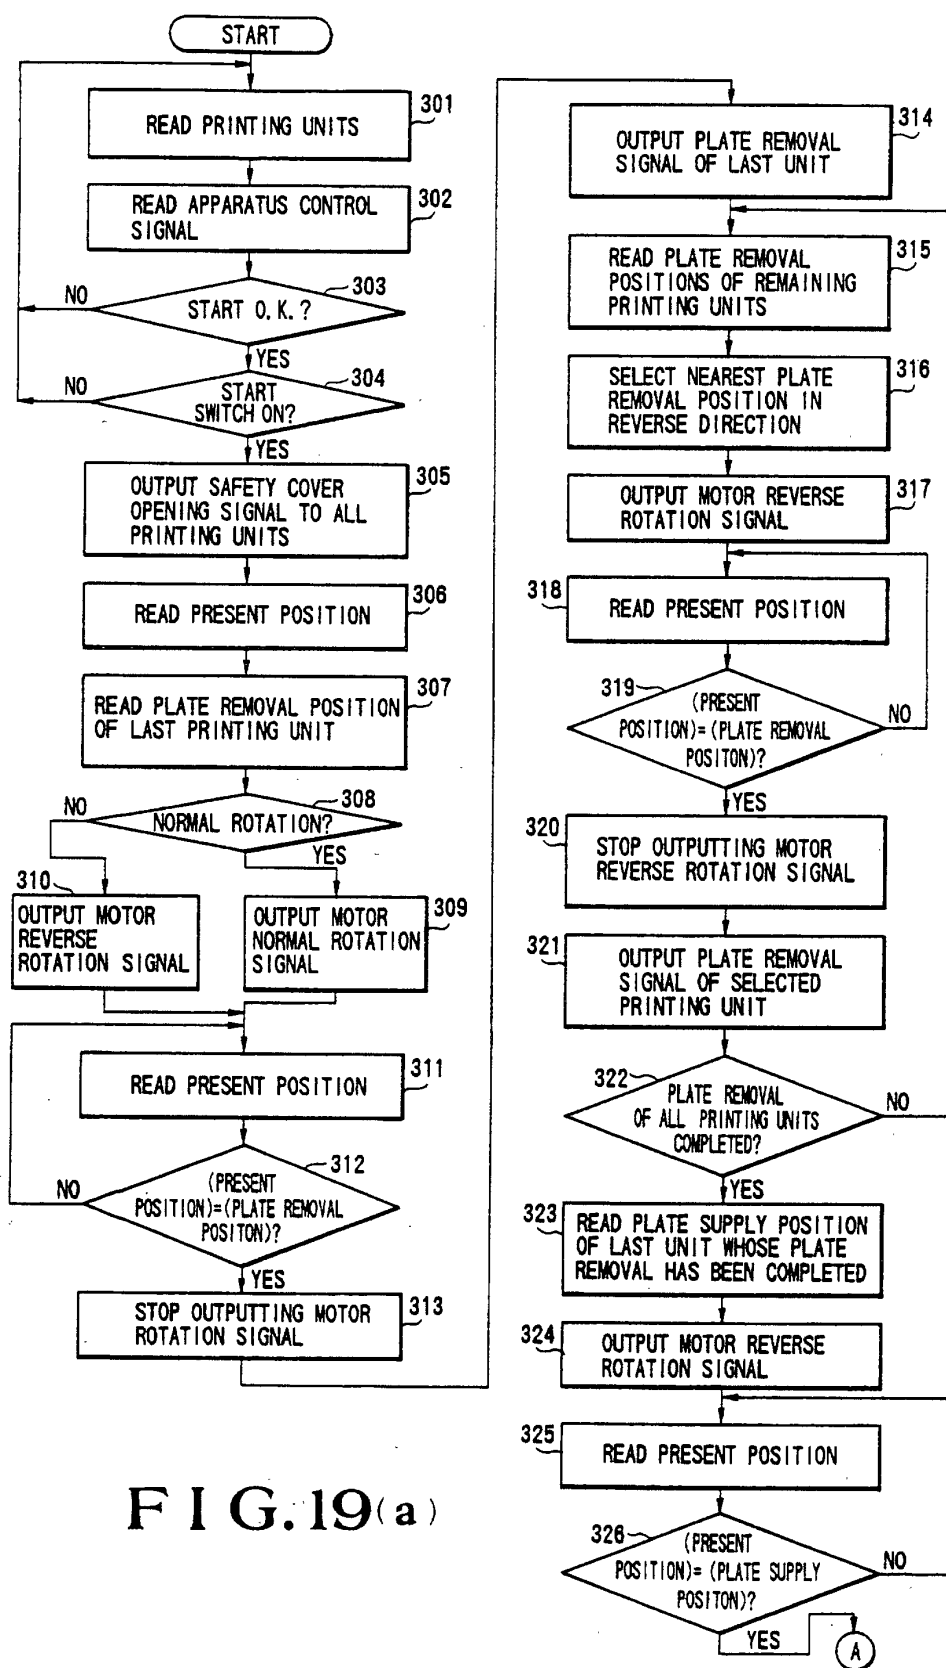 START
301
READ PRINTING UNITS
302
READ APPARATUS CONTROL
SIGNAL
303
NO
START O.K.?
YES
304
NO
START
SWITCH ON?
YES
305
OUTPUT SAFETY COVER
OPENING SIGNAL TO ALL
PRINTING UNITS
306
READ PRESENT POSITION
307
READ PLATE REMOVAL POSITION
OF LAST PRINTING UNIT
308
NO
NORMAL ROTATION?
YES
310
OUTPUT MOTOR
REVERSE
ROTATION SIGNAL
309
OUTPUT MOTOR
NORMAL ROTATION
SIGNAL
311
READ PRESENT POSITION
312
NO
(PRESENT
POSITION)=(PLATE REMOVAL
POSITON)?
YES
313
STOP OUTPUTTING MOTOR
ROTATION SIGNAL
314
OUTPUT PLATE REMOVAL
SIGNAL OF LAST UNIT
315
READ PLATE REMOVAL
POSITIONS OF REMAINING
PRINTING UNITS
316
SELECT NEAREST PLATE
REMOVAL POSITION IN
REVERSE DIRECTION
317
OUTPUT MOTOR REVERSE
ROTATION SIGNAL
318
READ PRESENT POSITION
319
(PRESENT
POSITION)=(PLATE REMOVAL
POSITON)?
NO
YES
320
STOP OUTPUTTING MOTOR
REVERSE ROTATION SIGNAL
321
OUTPUT PLATE REMOVAL
SIGNAL OF SELECTED
PRINTING UNIT
322
PLATE REMOVAL
OF ALL PRINTING UNITS
COMPLETED?
NO
YES
323
READ PLATE SUPPLY POSITION
OF LAST UNIT WHOSE PLATE
REMOVAL HAS BEEN COMPLETED
324
OUTPUT MOTOR REVERSE
ROTATION SIGNAL
325
READ PRESENT POSITION
326
(PRESENT
POSITION)=(PLATE SUPPLY
POSITON)?
NO
YES
A
FIG.19(a)